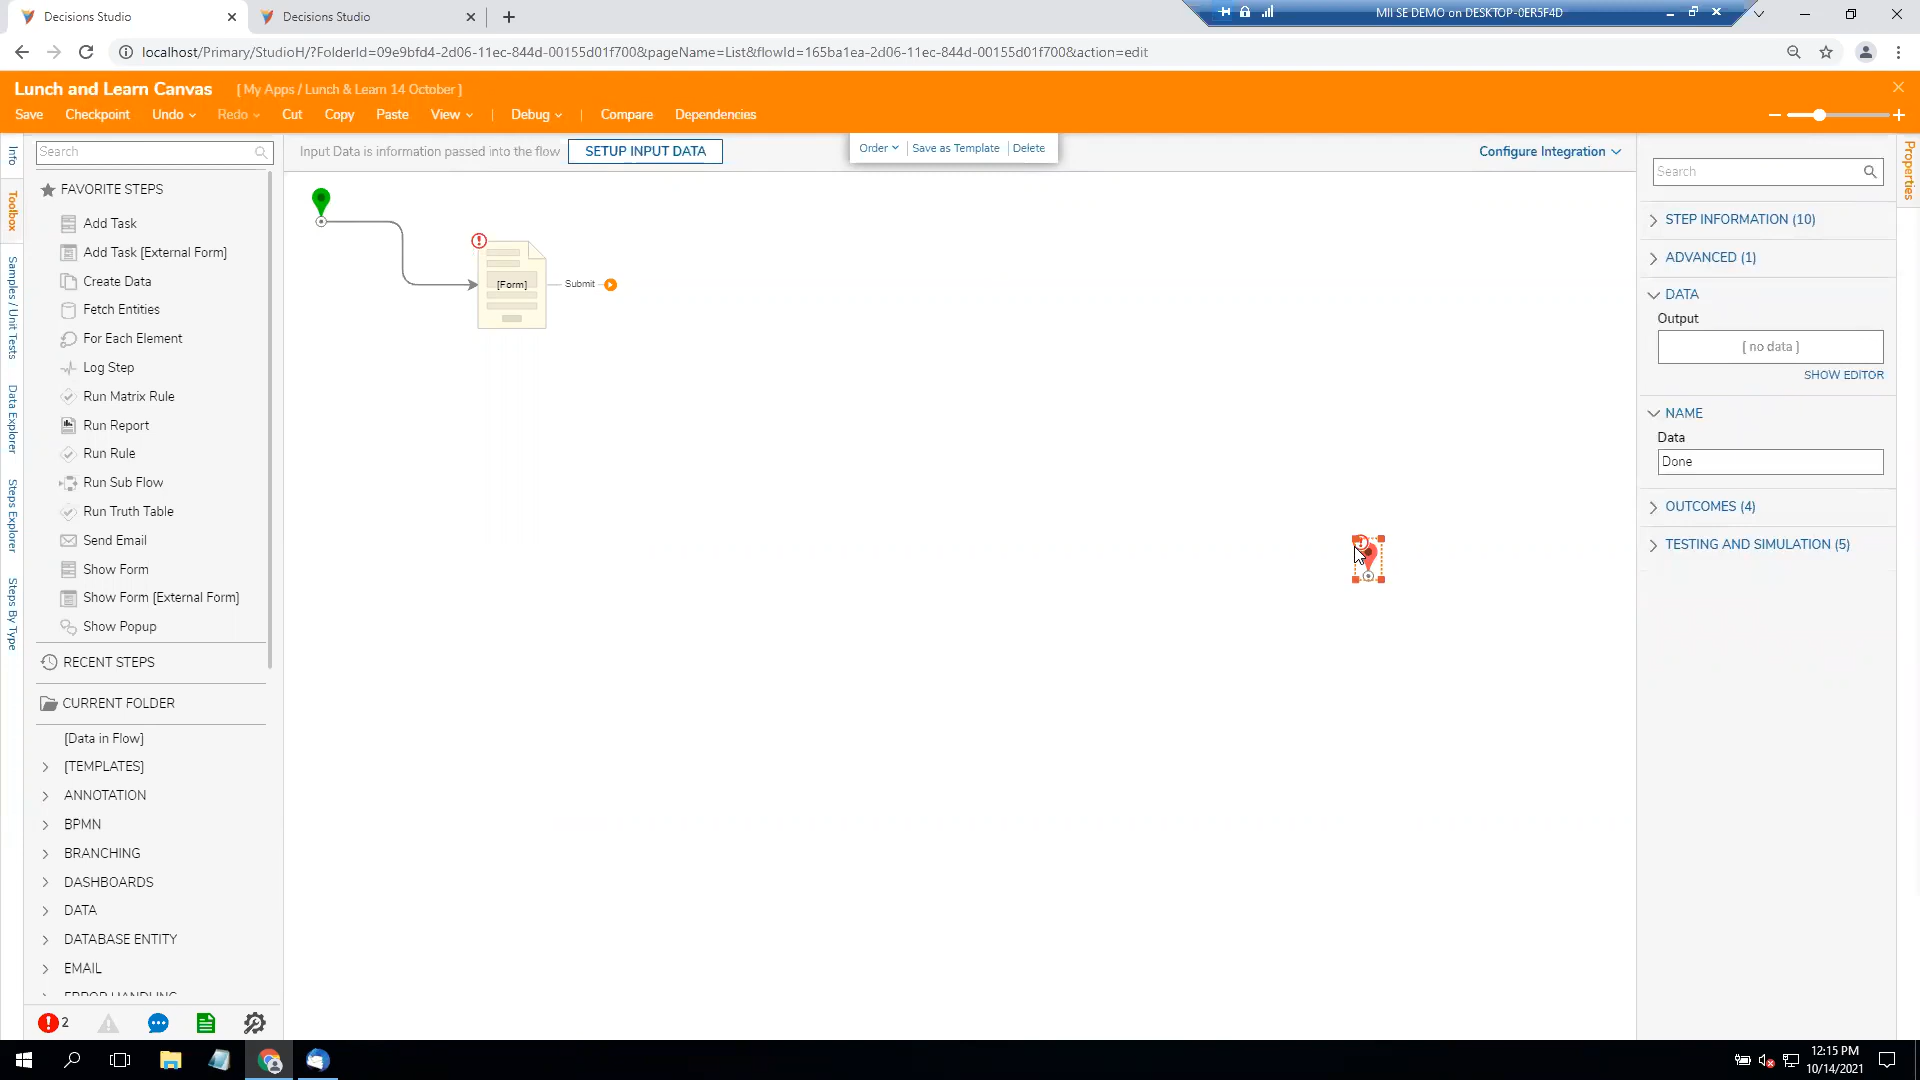 Decisions Studio
Decisions Studio
MII SE DEMO on DESKTOP-0ER5F4D
localhost/Primary/StudioH/?FolderId=09e9bfd4-2d06-11ec-844d-00155d01f700&pageName=List&flowId=165ba1ea-2d06-11ec-844d-00155d01f700&action=edit
Lunch and Learn Canvas [ My Apps / Lunch & Learn 14 October ]
Save Checkpoint Undo Redo Cut Copy Paste View Debug Compare Dependencies
Info
Toolbox
Samples / Unit Tests
Data Explorer
Steps Explorer
Steps By Type
Search
FAVORITE STEPS
Add Task
Add Task [External Form]
Create Data
Fetch Entities
For Each Element
Log Step
Run Matrix Rule
Run Report
Run Rule
Run Sub Flow
Run Truth Table
Send Email
Show Form
Show Form [External Form]
Show Popup
RECENT STEPS
CURRENT FOLDER
[Data in Flow]
[TEMPLATES]
ANNOTATION
BPMN
BRANCHING
DASHBOARDS
DATA
DATABASE ENTITY
EMAIL
ERROR HANDLING
2
Input Data is information passed into the flow SETUP INPUT DATA
Order Save as Template Delete
Configure Integration
[Form]
Submit
Properties
Search
STEP INFORMATION (10)
ADVANCED (1)
DATA
Output
[ no data ]
SHOW EDITOR
NAME
Data
Done
OUTCOMES (4)
TESTING AND SIMULATION (5)
12:15 PM
10/14/2021